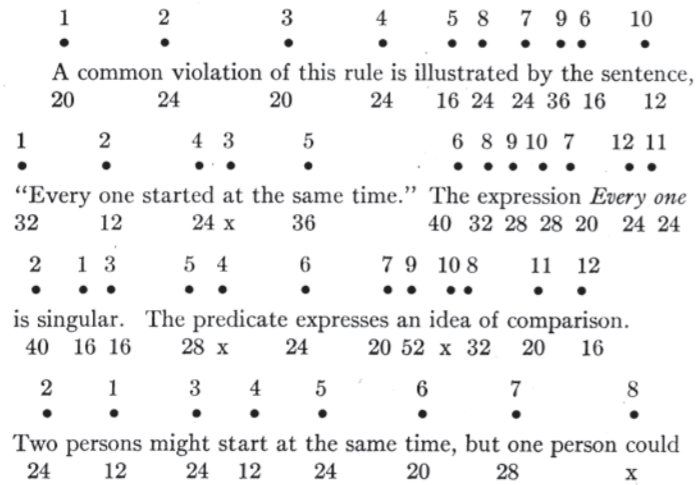 1 2 3 4 5 8 7 9 6 10
• • • • • • • • • •
A common violation of this rule is illustrated by the sentence,
20 24 20 24 16 24 24 36 16 12
1 2 4 3 5 6 8 9 10 7 12 11
• • • • • • • • • • • •
“Every one started at the same time.” The expression Every one
32 12 24 x 36 40 32 28 28 20 24 24
2 1 3 5 4 6 7 9 10 8 11 12
• • • • • • • • • • • •
is singular. The predicate expresses an idea of comparison.
40 16 16 28 x 24 20 52 x 32 20 16
2 1 3 4 5 6 7 8
• • • • • • • •
Two persons might start at the same time, but one person could
24 12 24 12 24 20 28 x